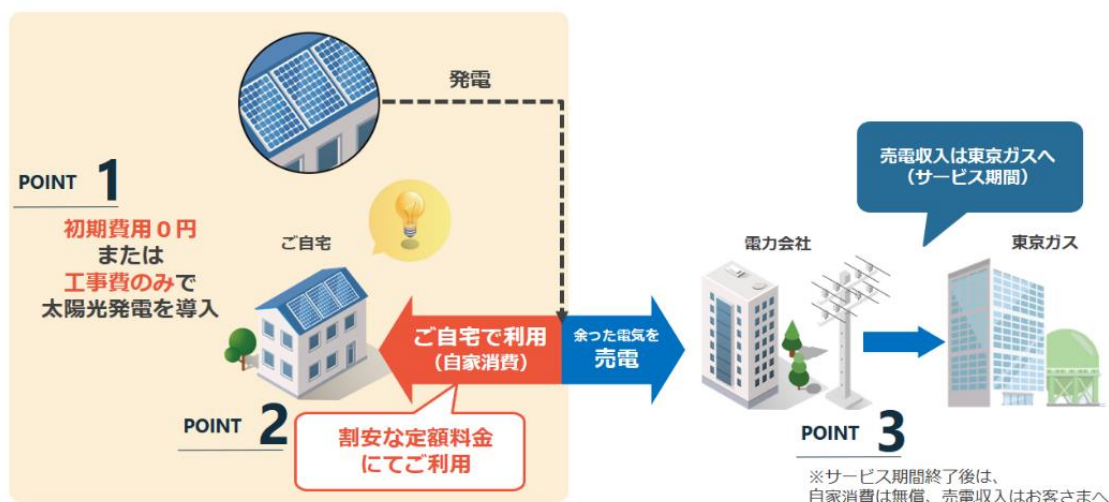 発電
POINT 1
初期費用０円
または
工事費のみで
太陽光発電を導入
ご自宅
ご自宅で利用
（自家消費）
余った電気を
売電
POINT 2
割安な定額料金
にてご利用
売電収入は東京ガスへ
（サービス期間）
電力会社
東京ガス
POINT 3
※サービス期間終了後は、
自家消費は無償、売電収入はお客さまへ